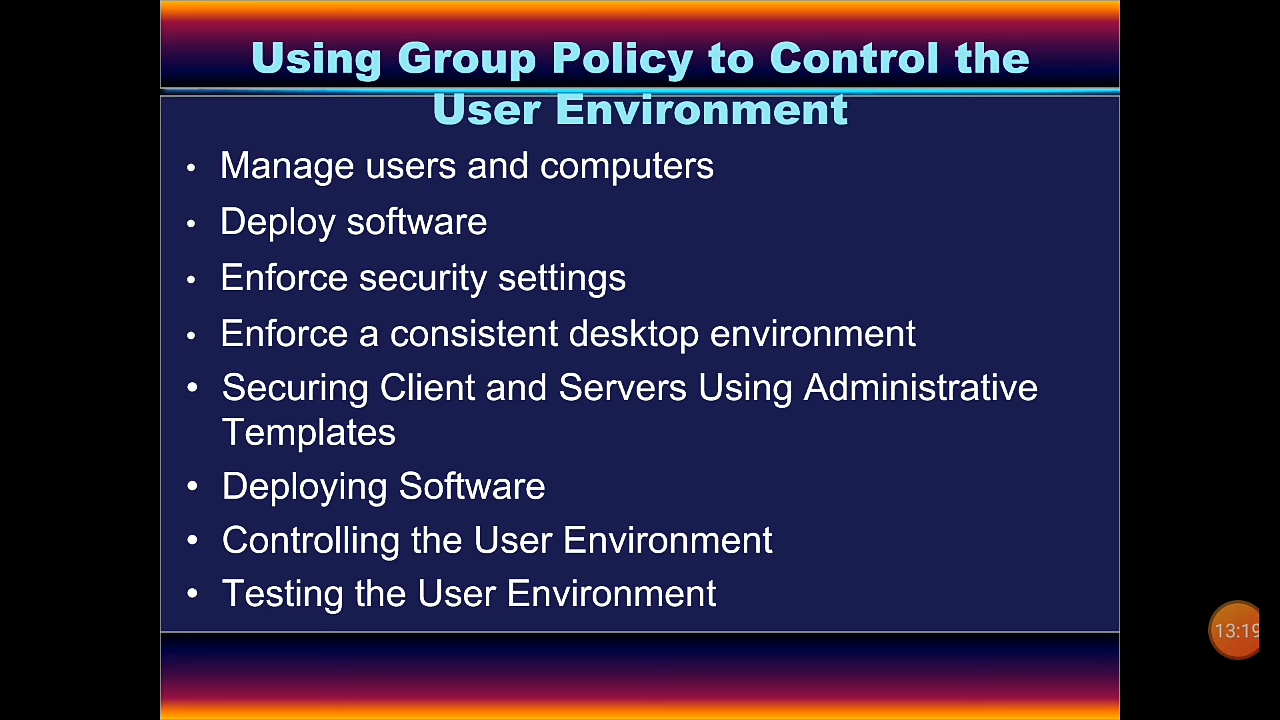 Using Group Policy to Control the
User Environment
• Manage users and computers
• Deploy software
• Enforce security settings
• Enforce a consistent desktop environment
• Securing Client and Servers Using Administrative
Templates
• Deploying Software
• Controlling the User Environment
• Testing the User Environment
13:19